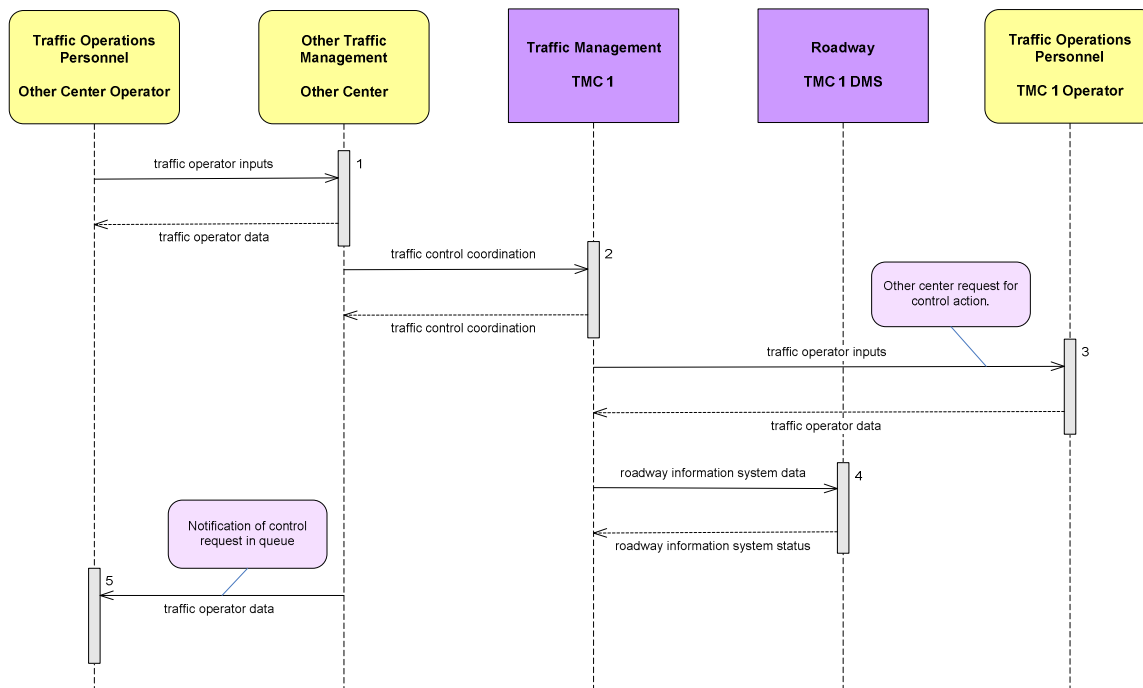 Traffic Operations
Personnel
Other Center Operator
Other Traffic
Management
Other Center
Traffic Management
TMC 1
Roadway
TMC 1 DMS
Traffic Operations
Personnel
TMC 1 Operator
traffic operator inputs
1
traffic operator data
traffic control coordination
2
traffic control coordination
Other center request for
control action.
traffic operator inputs
3
traffic operator data
roadway information system data
4
roadway information system status
Notification of control
request in queue
5
traffic operator data